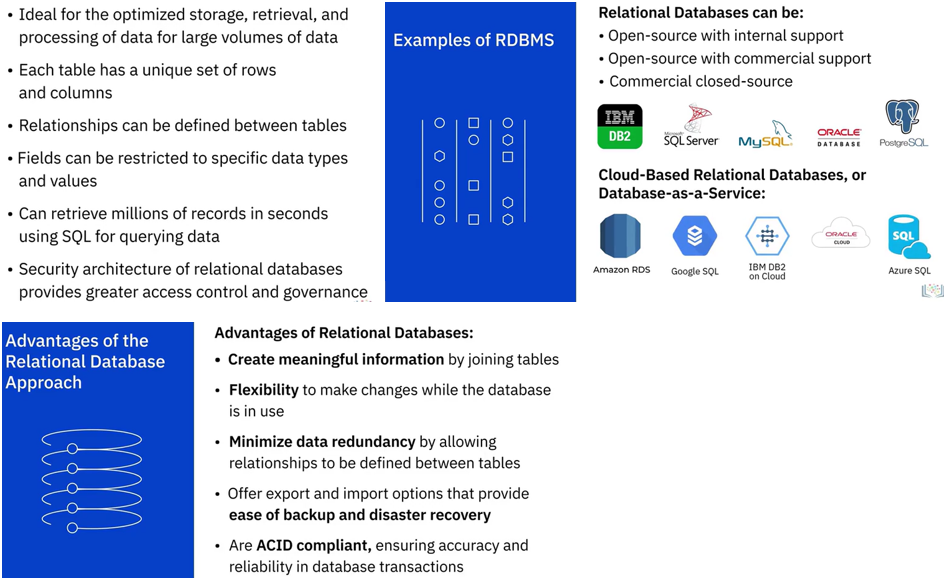 • Ideal for the optimized storage, retrieval, and
processing of data for large volumes of data
• Each table has a unique set of rows
and columns
• Relationships can be defined between tables
• Fields can be restricted to specific data types
and values
• Can retrieve millions of records in seconds
using SQL for querying data
• Security architecture of relational databases
provides greater access control and governance
Examples of RDBMS
Relational Databases can be:
• Open-source with internal support
• Open-source with commercial support
• Commercial closed-source
IBM
DB2
Microsoft
SQL Server
MySQL
ORACLE
DATABASE
PostgreSQL
Cloud-Based Relational Databases, or
Database-as-a-Service:
Amazon RDS
Google SQL
IBM DB2
on Cloud
ORACLE
CLOUD
SQL
Azure SQL
Advantages of the
Relational Database
Approach
Advantages of Relational Databases:
• Create meaningful information by joining tables
• Flexibility to make changes while the database
is in use
• Minimize data redundancy by allowing
relationships to be defined between tables
• Offer export and import options that provide
ease of backup and disaster recovery
• Are ACID compliant, ensuring accuracy and
reliability in database transactions